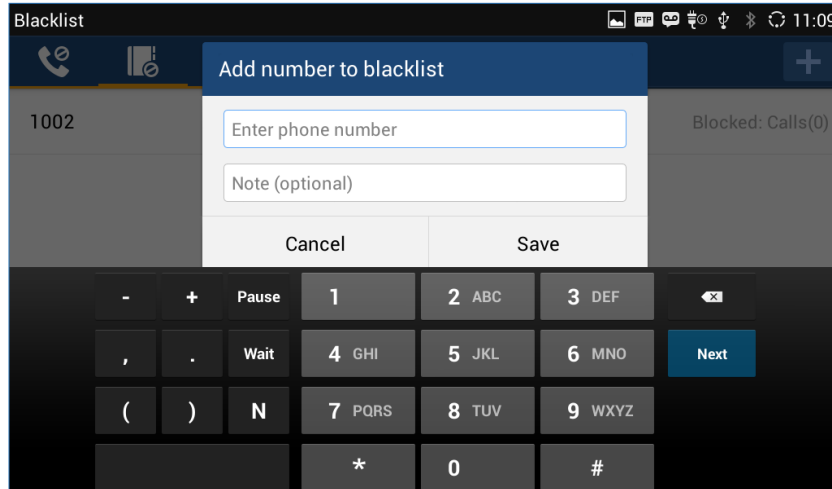 Blacklist FTP 11:09
Add number to blacklist
1002 Blocked: Calls(0)
Enter phone number
Note (optional)
Cancel Save
- + Pause 1 2 ABC 3 DEF
, . Wait 4 GHI 5 JKL 6 MNO Next
( ) N 7 PQRS 8 TUV 9 WXYZ
* 0 #